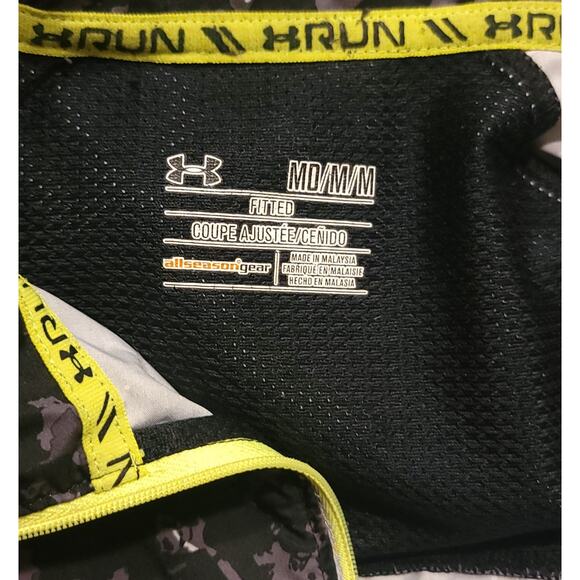 RUN RUN
MD/M/M
FITTED
COUPE AJUSTÉE/CEÑIDO
allseasongear
MADE IN MALAYSIA
FABRIQUÉ EN MALAISIE
HECHO EN MALASIA
RUN